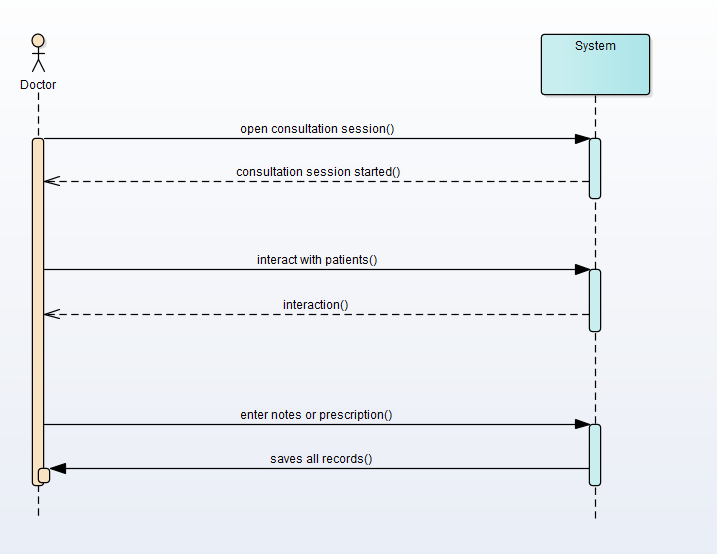 System
Doctor
open consultation session()
consultation session started()
interact with patients()
interaction()
enter notes or prescription()
saves all records()